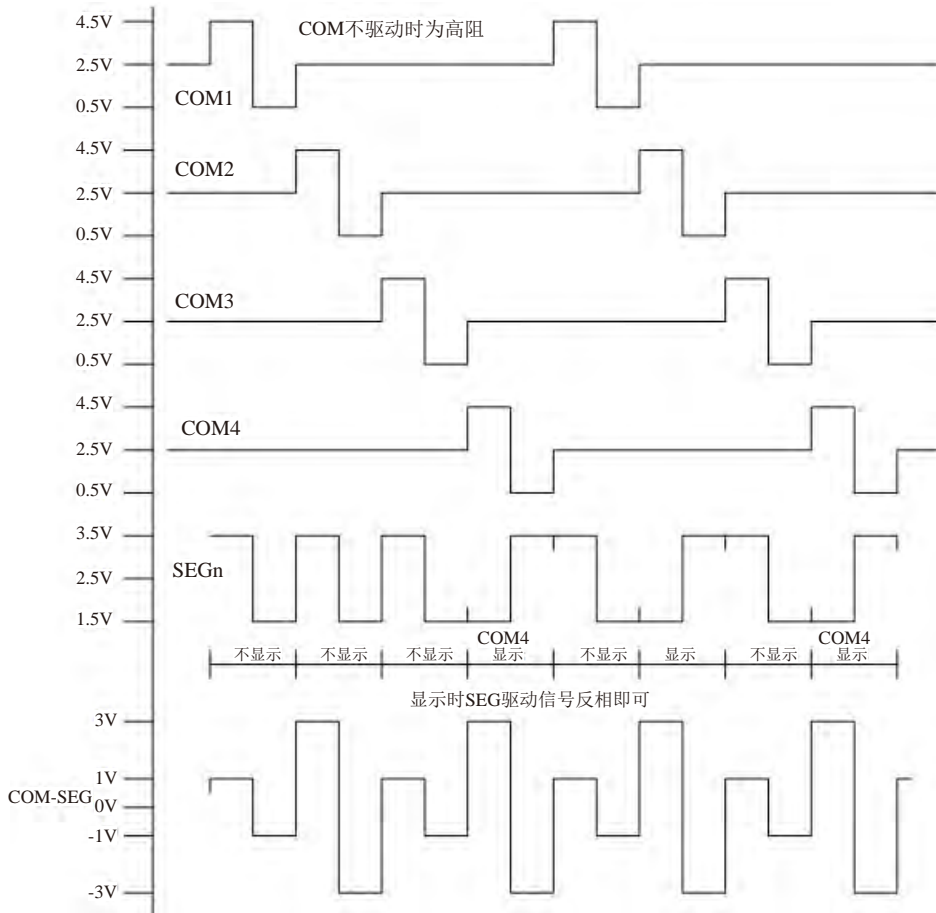 4.5V
COM不驱动时为高阻
2.5V
COM1
0.5V
4.5V
COM2
2.5V
0.5V
4.5V
COM3
2.5V
0.5V
4.5V
COM4
2.5V
0.5V
3.5V
SEGn
2.5V
1.5V
COM4 COM4
不显示 不显示 不显示 显示 不显示 显示 不显示 显示
显示时SEG驱动信号反相即可
3V
1V
COM-SEG
0V
-1V
-3V